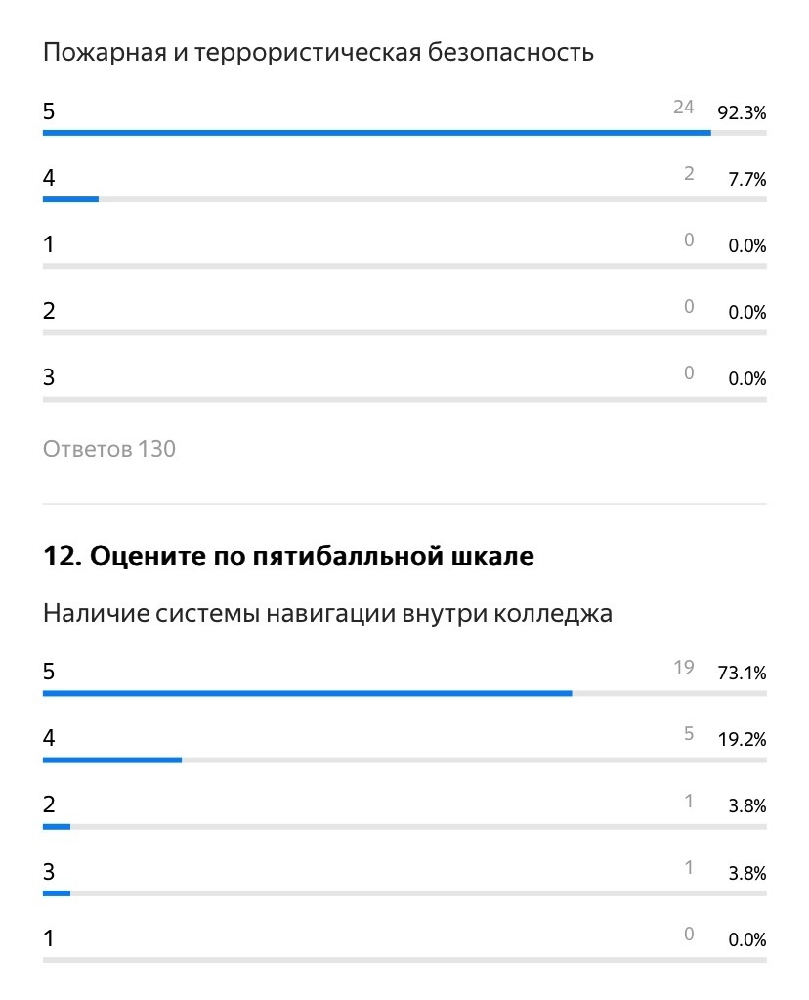 Пожарная и террористическая безопасность
5 24 92.3%
4 2 7.7%
1 0 0.0%
2 0 0.0%
3 0 0.0%
Ответов 130
12. Оцените по пятибалльной шкале
Наличие системы навигации внутри колледжа
5 19 73.1%
4 5 19.2%
2 1 3.8%
3 1 3.8%
1 0 0.0%